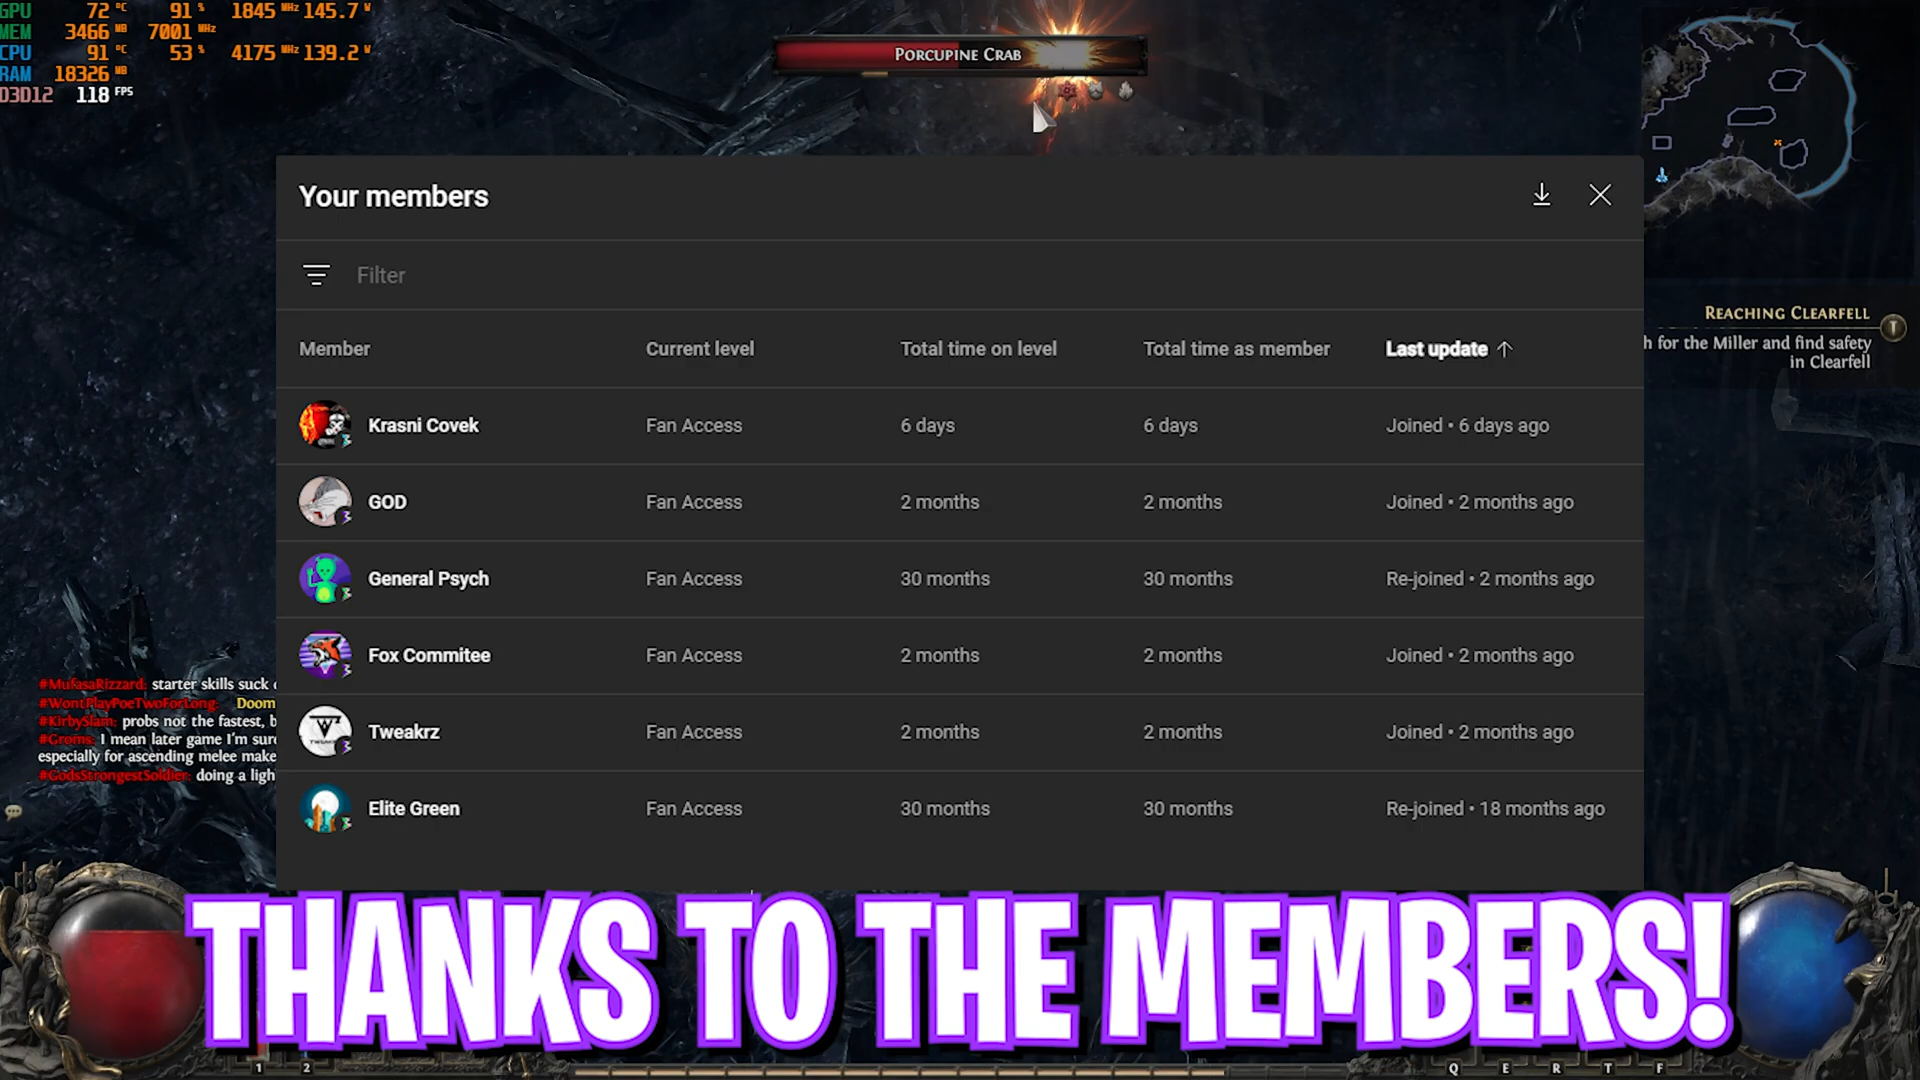 GPU 72 °C 91 % 1845 MHz 145.7 W
MEM 3466 MB 7001 MHz
CPU 91 °C 53 % 4175 MHz 139.2 W
RAM 18326 MB
D3D12 118 FPS
Porcupine Crab
Your members
Filter
Member Current level Total time on level Total time as member Last update ↑
Krasni Covek Fan Access 6 days 6 days Joined • 6 days ago
GOD Fan Access 2 months 2 months Joined • 2 months ago
General Psych Fan Access 30 months 30 months Re-joined • 2 months ago
Fox Commitee Fan Access 2 months 2 months Joined • 2 months ago
Tweakrz Fan Access 2 months 2 months Joined • 2 months ago
Elite Green Fan Access 30 months 30 months Re-joined • 18 months ago
Reaching Clearfell
T
h for the Miller and find safety
in Clearfell
#MufasaRizzard: starter skills suck
#WontPlayPoeTwoForLong: Doom
#KirbySlam: probs not the fastest, b
#Groms: I mean later game I'm sure
especially for ascending melee make
#GodsStrongestSoldier: doing a ligh
THANKS TO THE MEMBERS!
1 2
Q E R T F